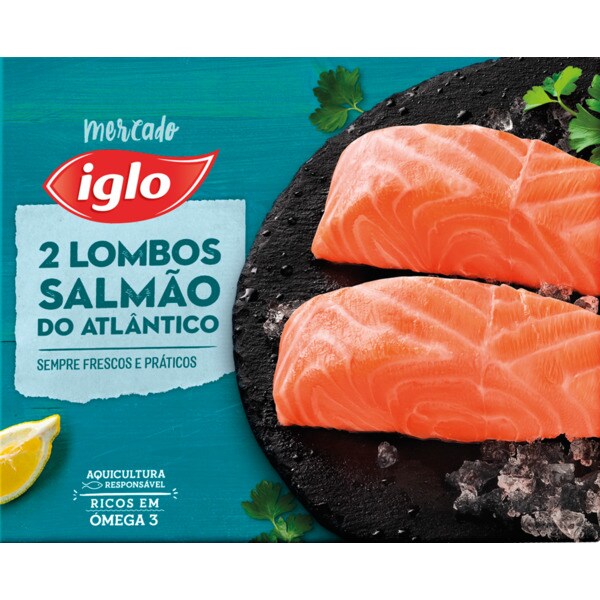 mercado
iglo
2 LOMBOS
SALMÃO
DO ATLÂNTICO
SEMPRE FRESCOS E PRÁTICOS
AQUICULTURA
RESPONSÁVEL
RICOS EM
ÓMEGA 3